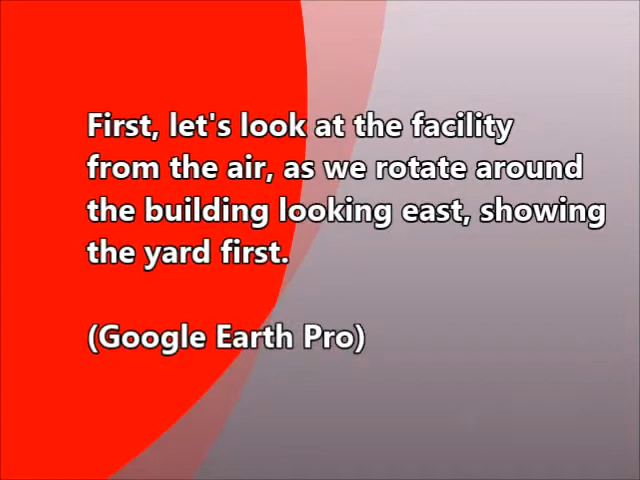 First, let's look at the facility
from the air, as we rotate around
the building looking east, showing
the yard first.
(Google Earth Pro)